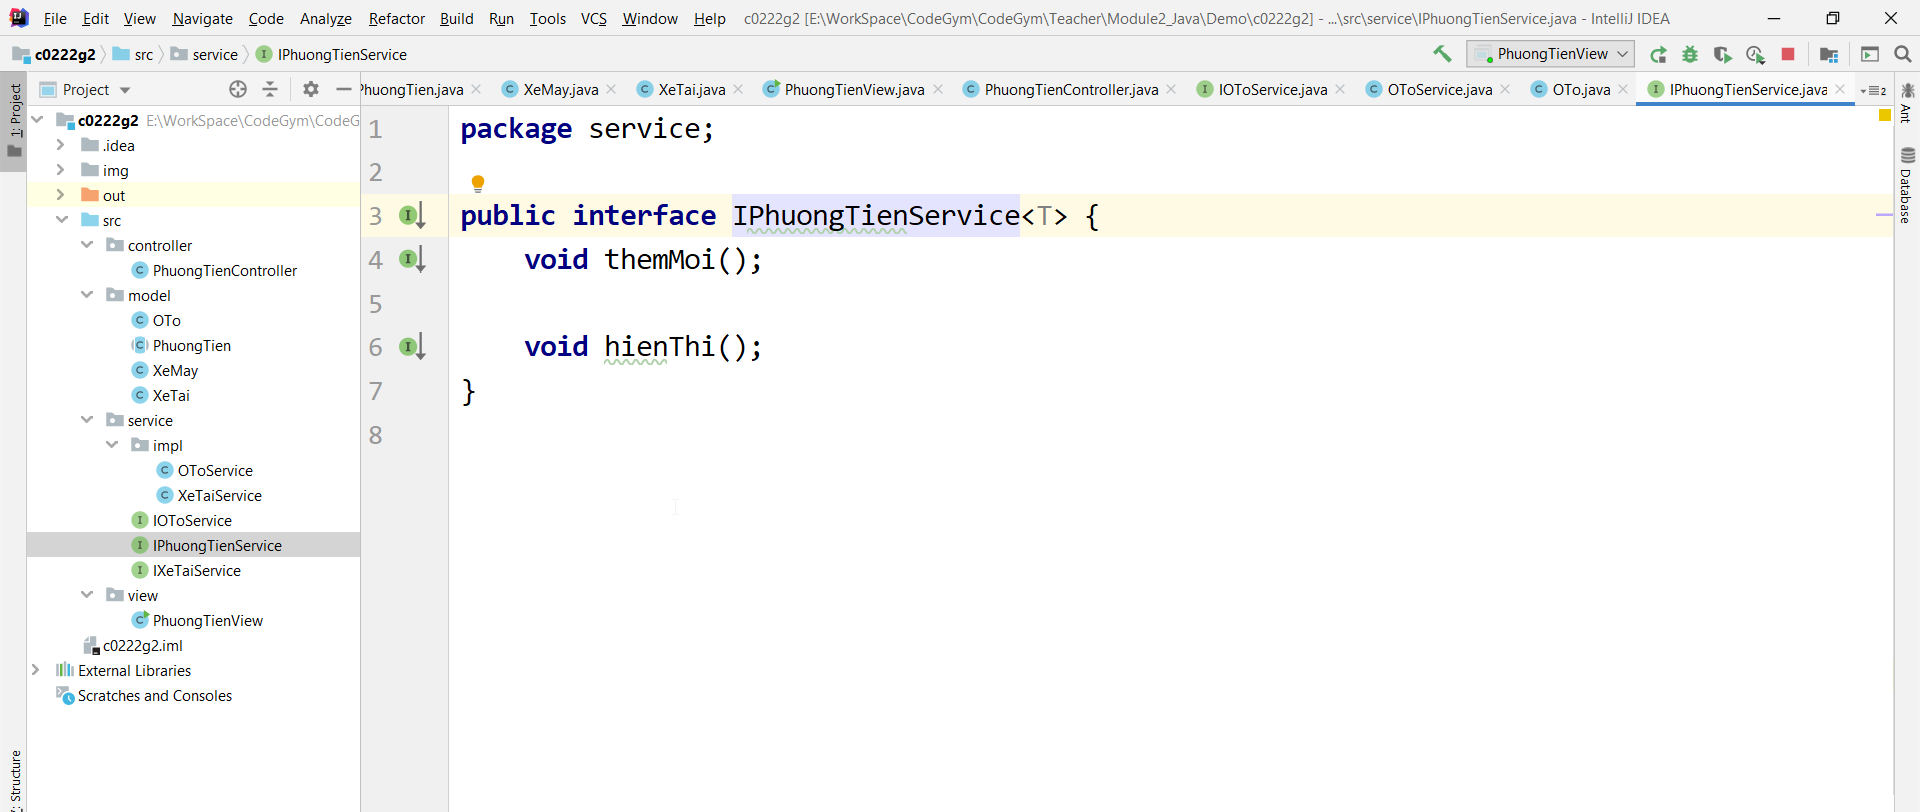 File Edit View Navigate Code Analyze Refactor Build Run Tools VCS Window Help c0222g2 [E:\WorkSpace\CodeGym\CodeGym\Teacher\Module2_Java\Demo\c0222g2] - ...\src\service\IPhuongTienService.java - IntelliJ IDEA
c0222g2 src service IPhuongTienService PhuongTienView
Project PhuongTien.java XeMay.java XeTai.java PhuongTienView.java PhuongTienController.java IOToService.java OToService.java OTo.java IPhuongTienService.java 2
1: Project
Structure
Ant
Database
c0222g2 E:\WorkSpace\CodeGym\CodeG
.idea
img
out
src
controller
PhuongTienController
model
OTo
PhuongTien
XeMay
XeTai
service
impl
OToService
XeTaiService
IOToService
IPhuongTienService
IXeTaiService
view
PhuongTienView
c0222g2.iml
External Libraries
Scratches and Consoles
1 package service;
2
3 public interface IPhuongTienService<T> {
4 void themMoi();
5
6 void hienThi();
7 }
8